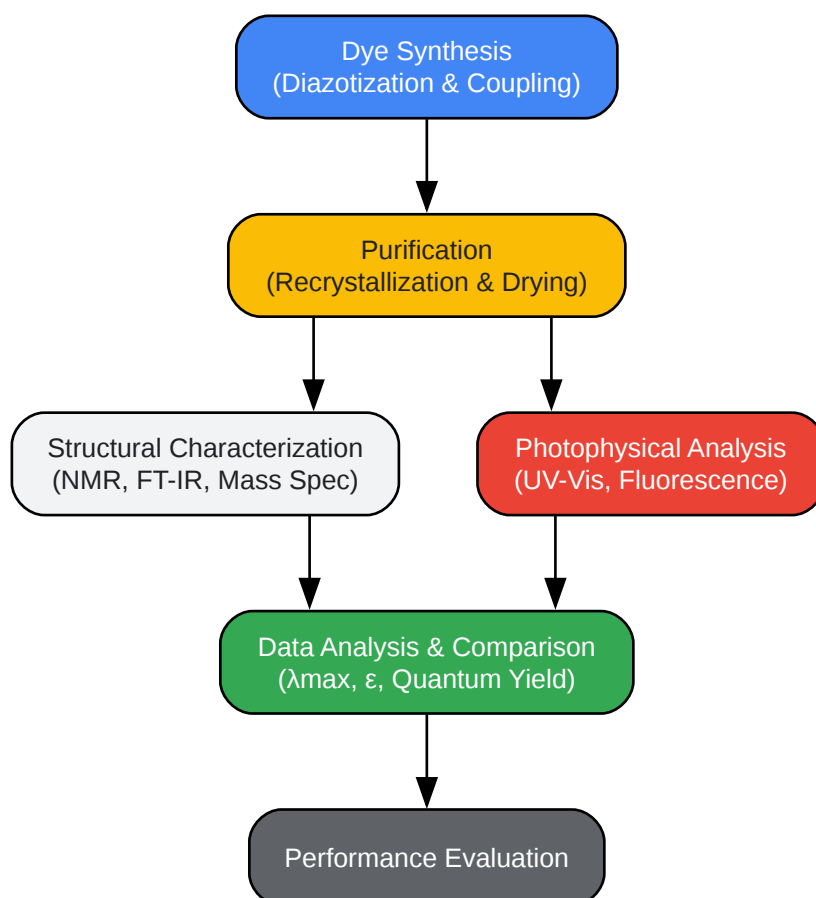 Dye Synthesis
(Diazotization & Coupling)
Purification
(Recrystallization & Drying)
Structural Characterization
(NMR, FT-IR, Mass Spec)
Photophysical Analysis
(UV-Vis, Fluorescence)
Data Analysis & Comparison
(λmax, ε, Quantum Yield)
Performance Evaluation